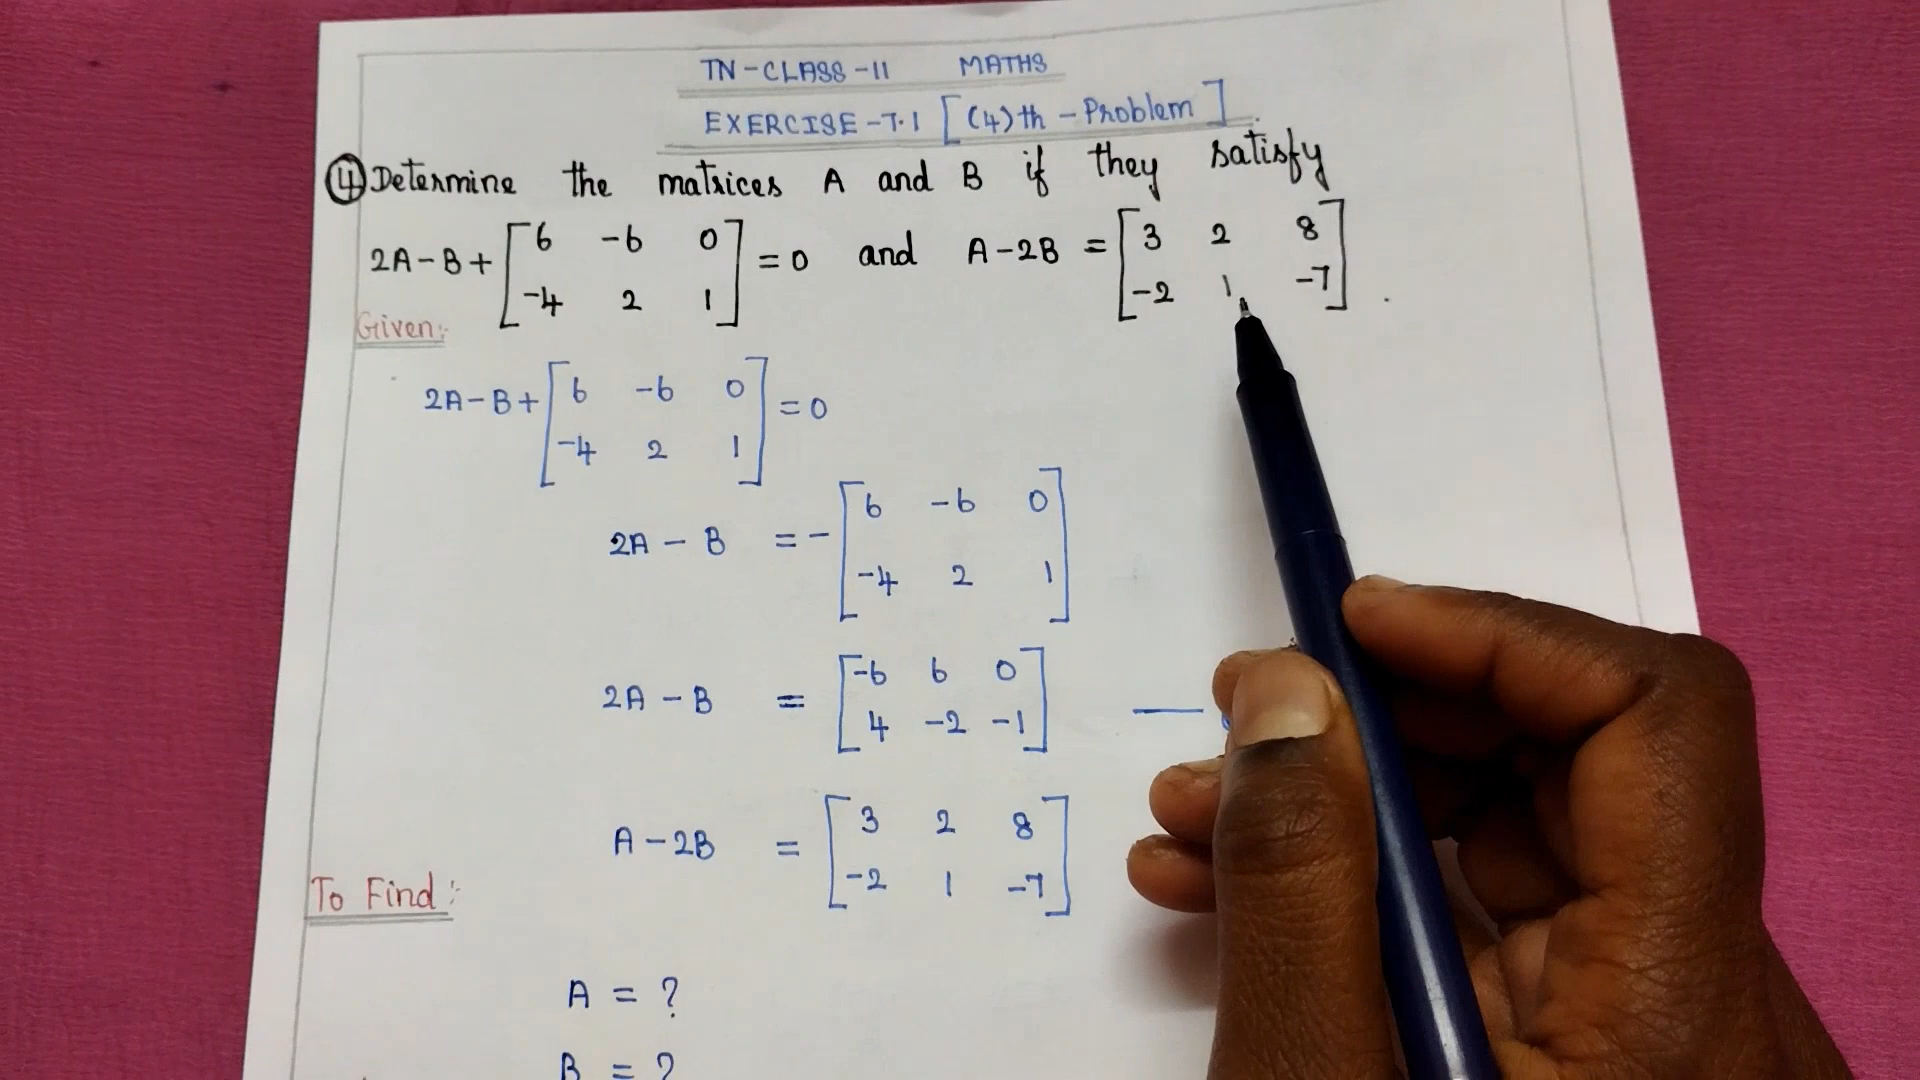 TN-CLASS-11 MATHS
EXERCISE-7.1 [(4)th - Problem].
④ Determine the matrices A and B if they satisfy
2A-B+[6 -6 0 = 0 and A-2B = [3 2 8
-4 2 1] -2 1 -7].
Given:
2A-B+[6 -6 0 = 0
-4 2 1]
2A - B = -[6 -6 0
-4 2 1]
2A - B = [-6 6 0
4 -2 -1] —
A-2B = [3 2 8
-2 1 -7]
To Find:
A = ?
B = ?